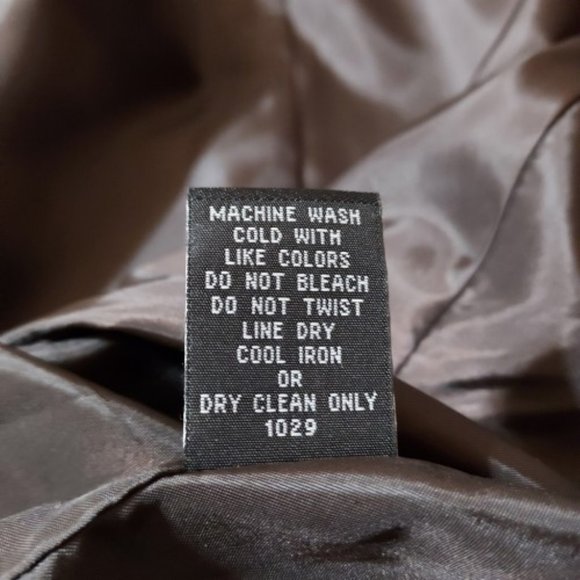 MACHINE WASH
COLD WITH
LIKE COLORS
DO NOT BLEACH
DO NOT TWIST
LINE DRY
COOL IRON
OR
DRY CLEAN ONLY
1029